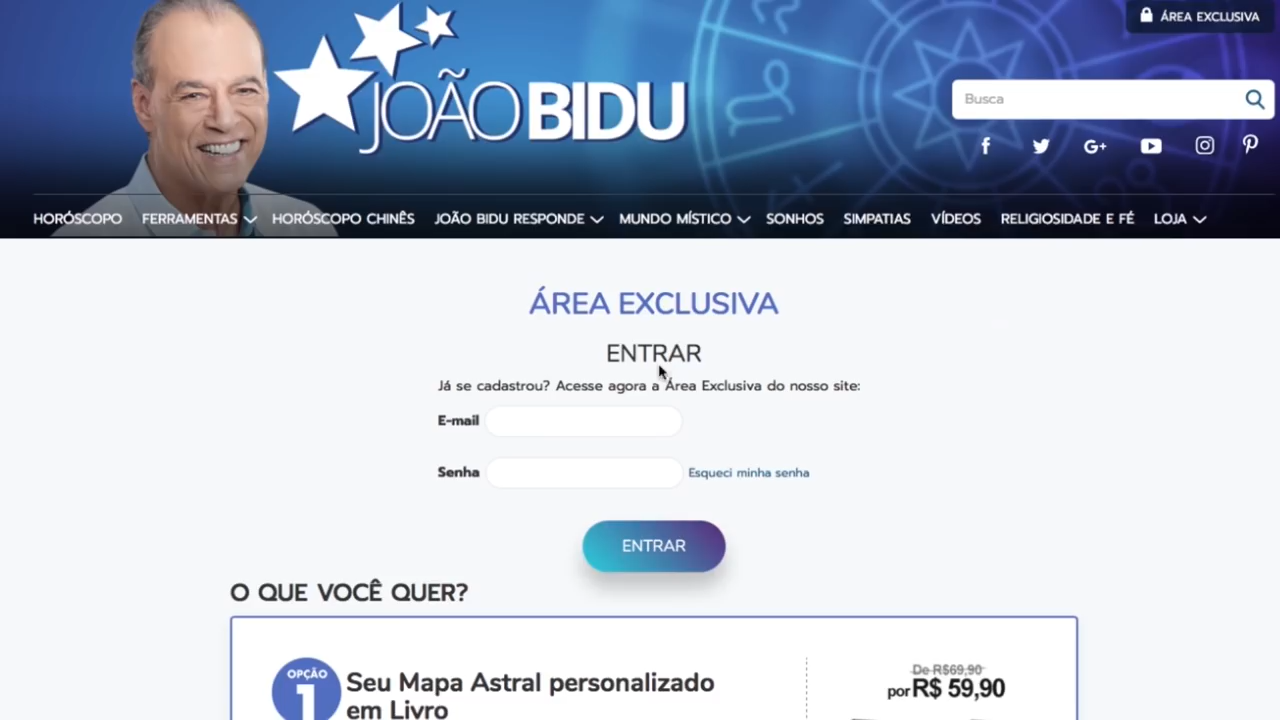 ÁREA EXCLUSIVA
JOÃO BIDU
Busca
HORÓSCOPO FERRAMENTAS HORÓSCOPO CHINÊS JOÃO BIDU RESPONDE MUNDO MÍSTICO SONHOS SIMPATIAS VÍDEOS RELIGIOSIDADE E FÉ LOJA
ÁREA EXCLUSIVA
ENTRAR
Já se cadastrou? Acesse agora a Área Exclusiva do nosso site:
E-mail
Senha Esqueci minha senha
ENTRAR
O QUE VOCÊ QUER?
OPÇÃO
1
Seu Mapa Astral personalizado
em Livro
De R$69,90
por R$ 59,90